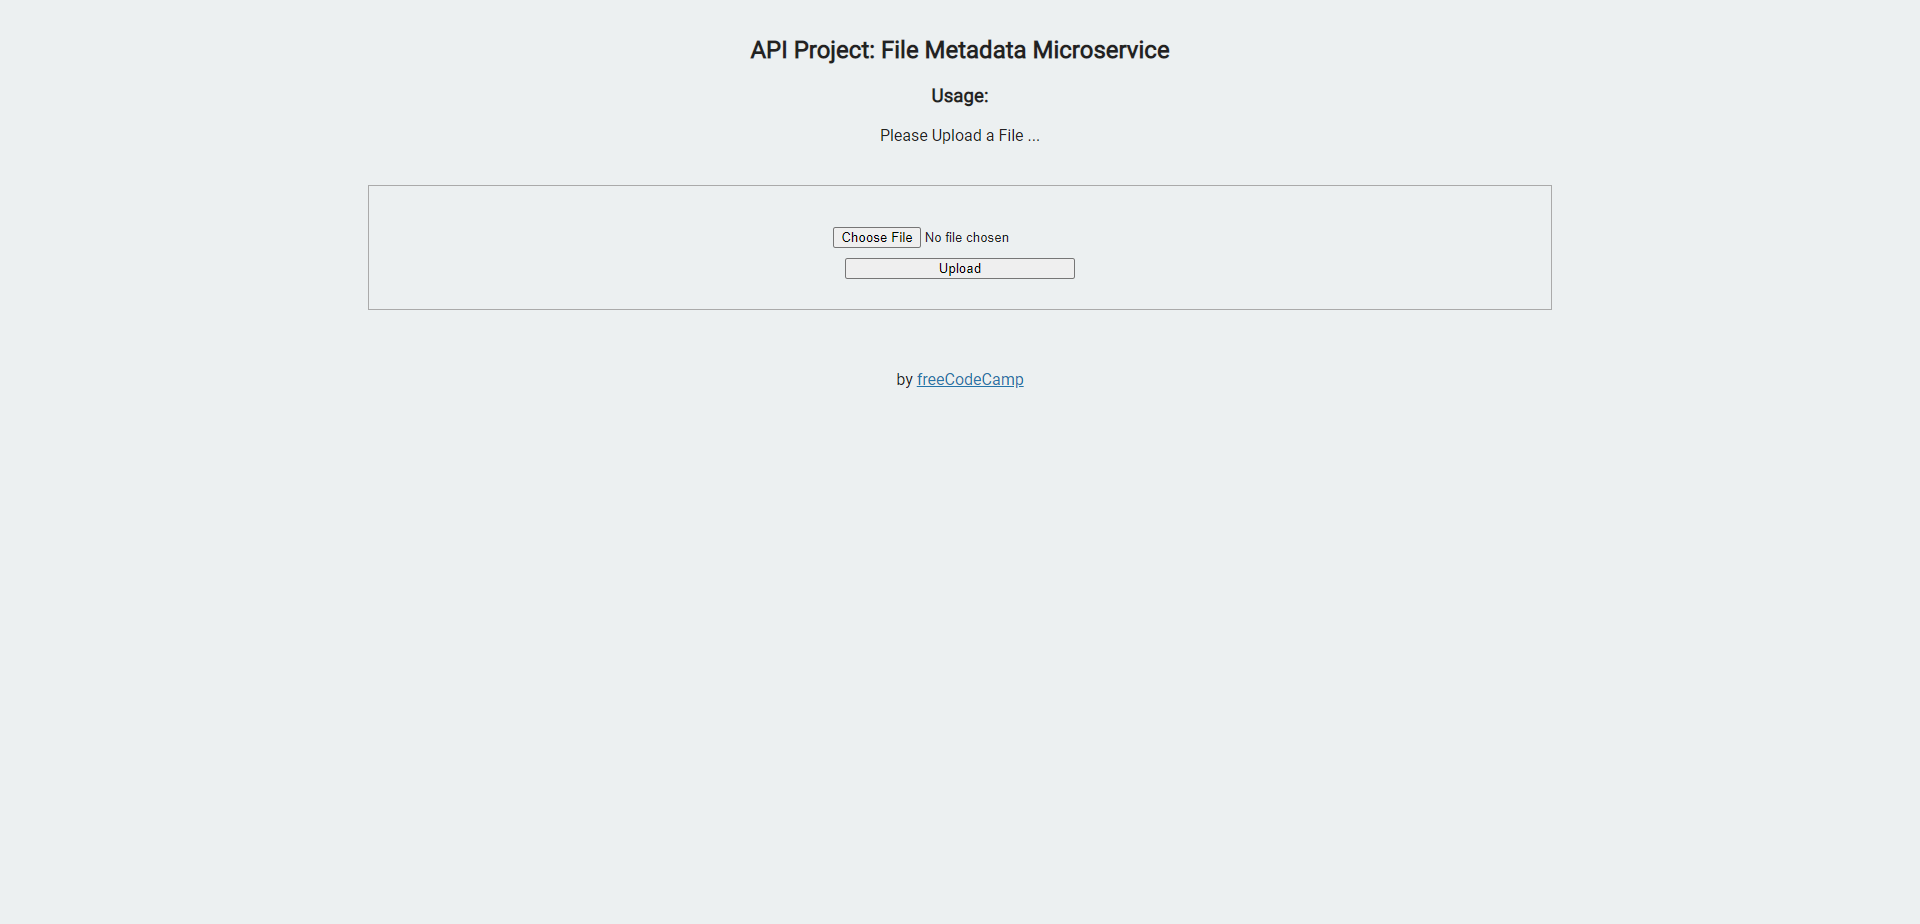 API Project: File Metadata Microservice
Usage:
Please Upload a File ...
Choose File No file chosen
Upload
by freeCodeCamp